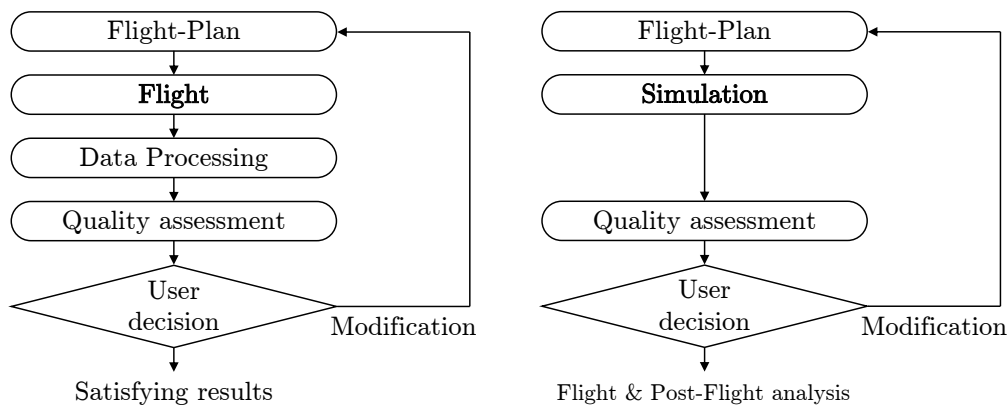 Flight-Plan
Flight
Data Processing
Quality assessment
User
decision
Modification
Satisfying results
Flight-Plan
Simulation
Quality assessment
User
decision
Modification
Flight & Post-Flight analysis